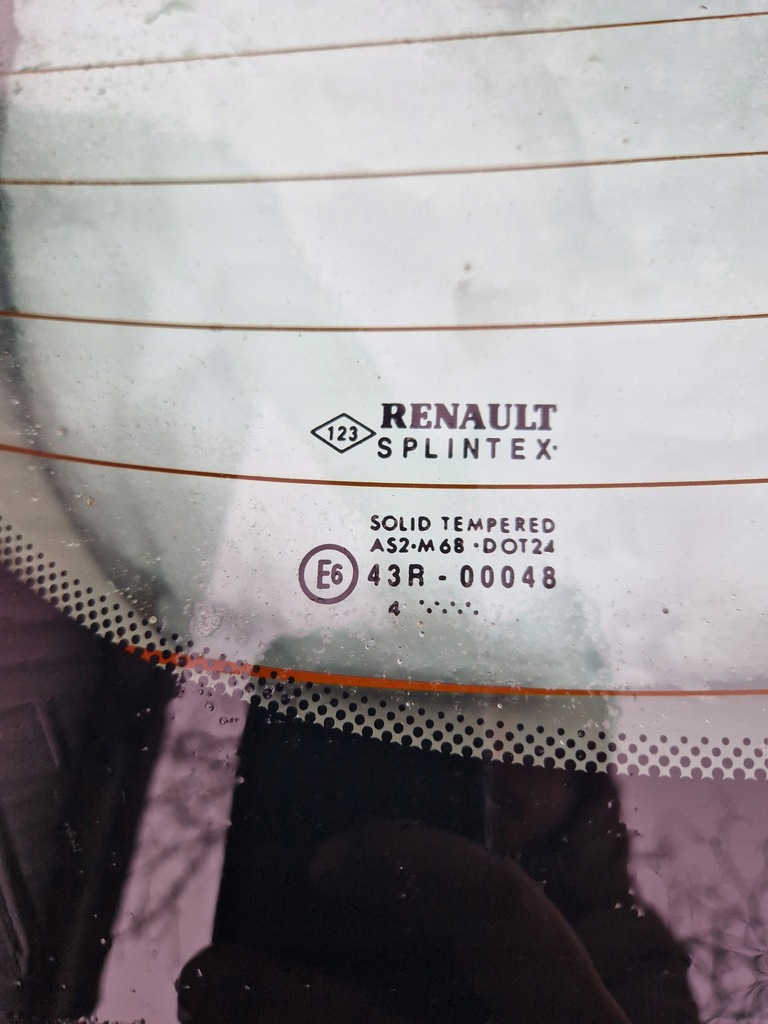 RENAULT
123
SPLINTEX
SOLID TEMPERED
AS2·M68 ·DOT24
E6 43R - 00048
4 ·.·.·.·.